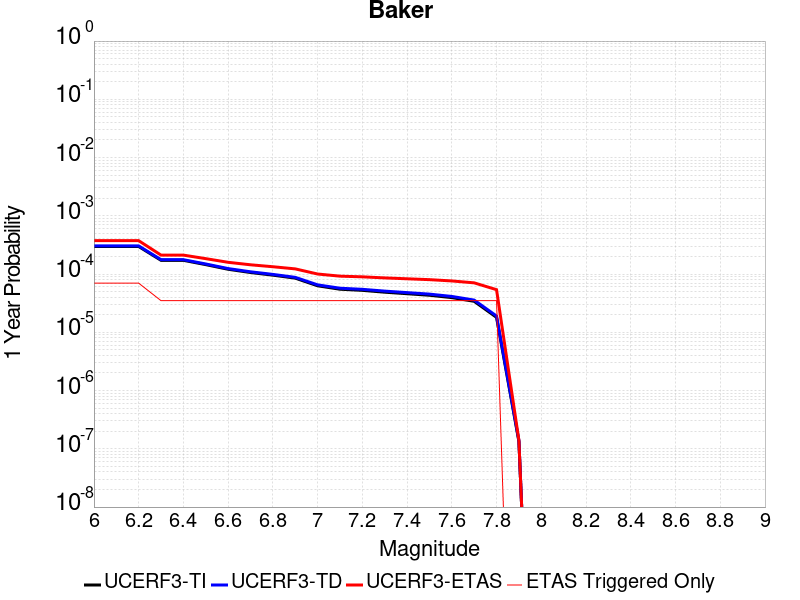 Baker
10^0
10^-1
10^-2
10^-3
10^-4
10^-5
10^-6
10^-7
10^-8
1 Year Probability
6 6.2 6.4 6.6 6.8 7 7.2 7.4 7.6 7.8 8 8.2 8.4 8.6 8.8 9
Magnitude
UCERF3-TI UCERF3-TD UCERF3-ETAS ETAS Triggered Only